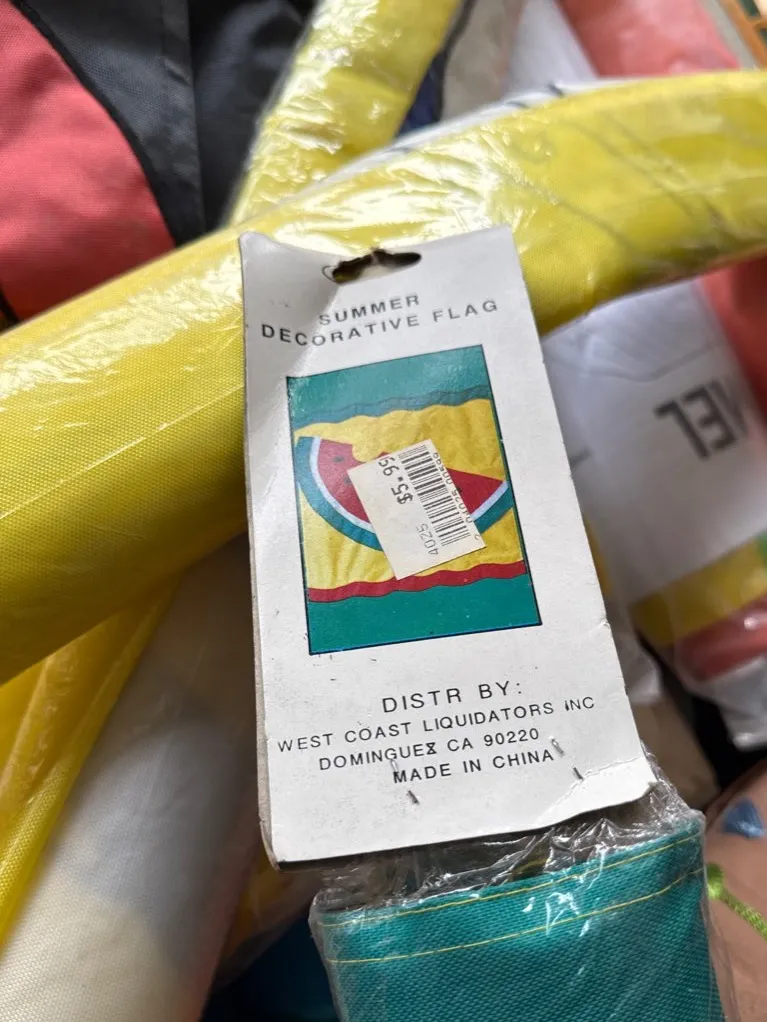 SUMMER
DECORATIVE FLAG
$5.99
4025
DISTR BY:
WEST COAST LIQUIDATORS INC
DOMINGUEZ CA 90220
MADE IN CHINA